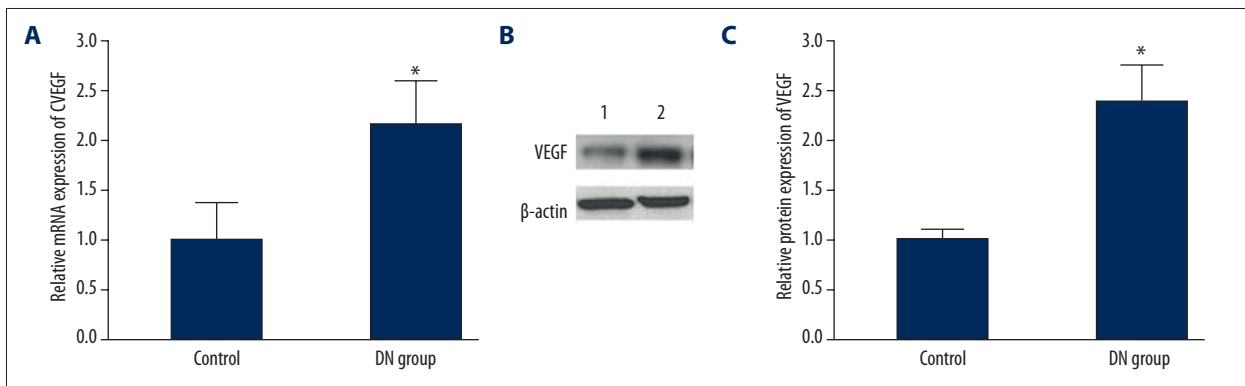 A
Relative mRNA expression of CVEGF
3.0
2.5
2.0
1.5
1.0
0.5
0.0
*
Control
DN group
B
1 2
VEGF
β-actin
C
Relative protein expression of VEGF
3.0
2.5
2.0
1.5
1.0
0.5
0.0
*
Control
DN group